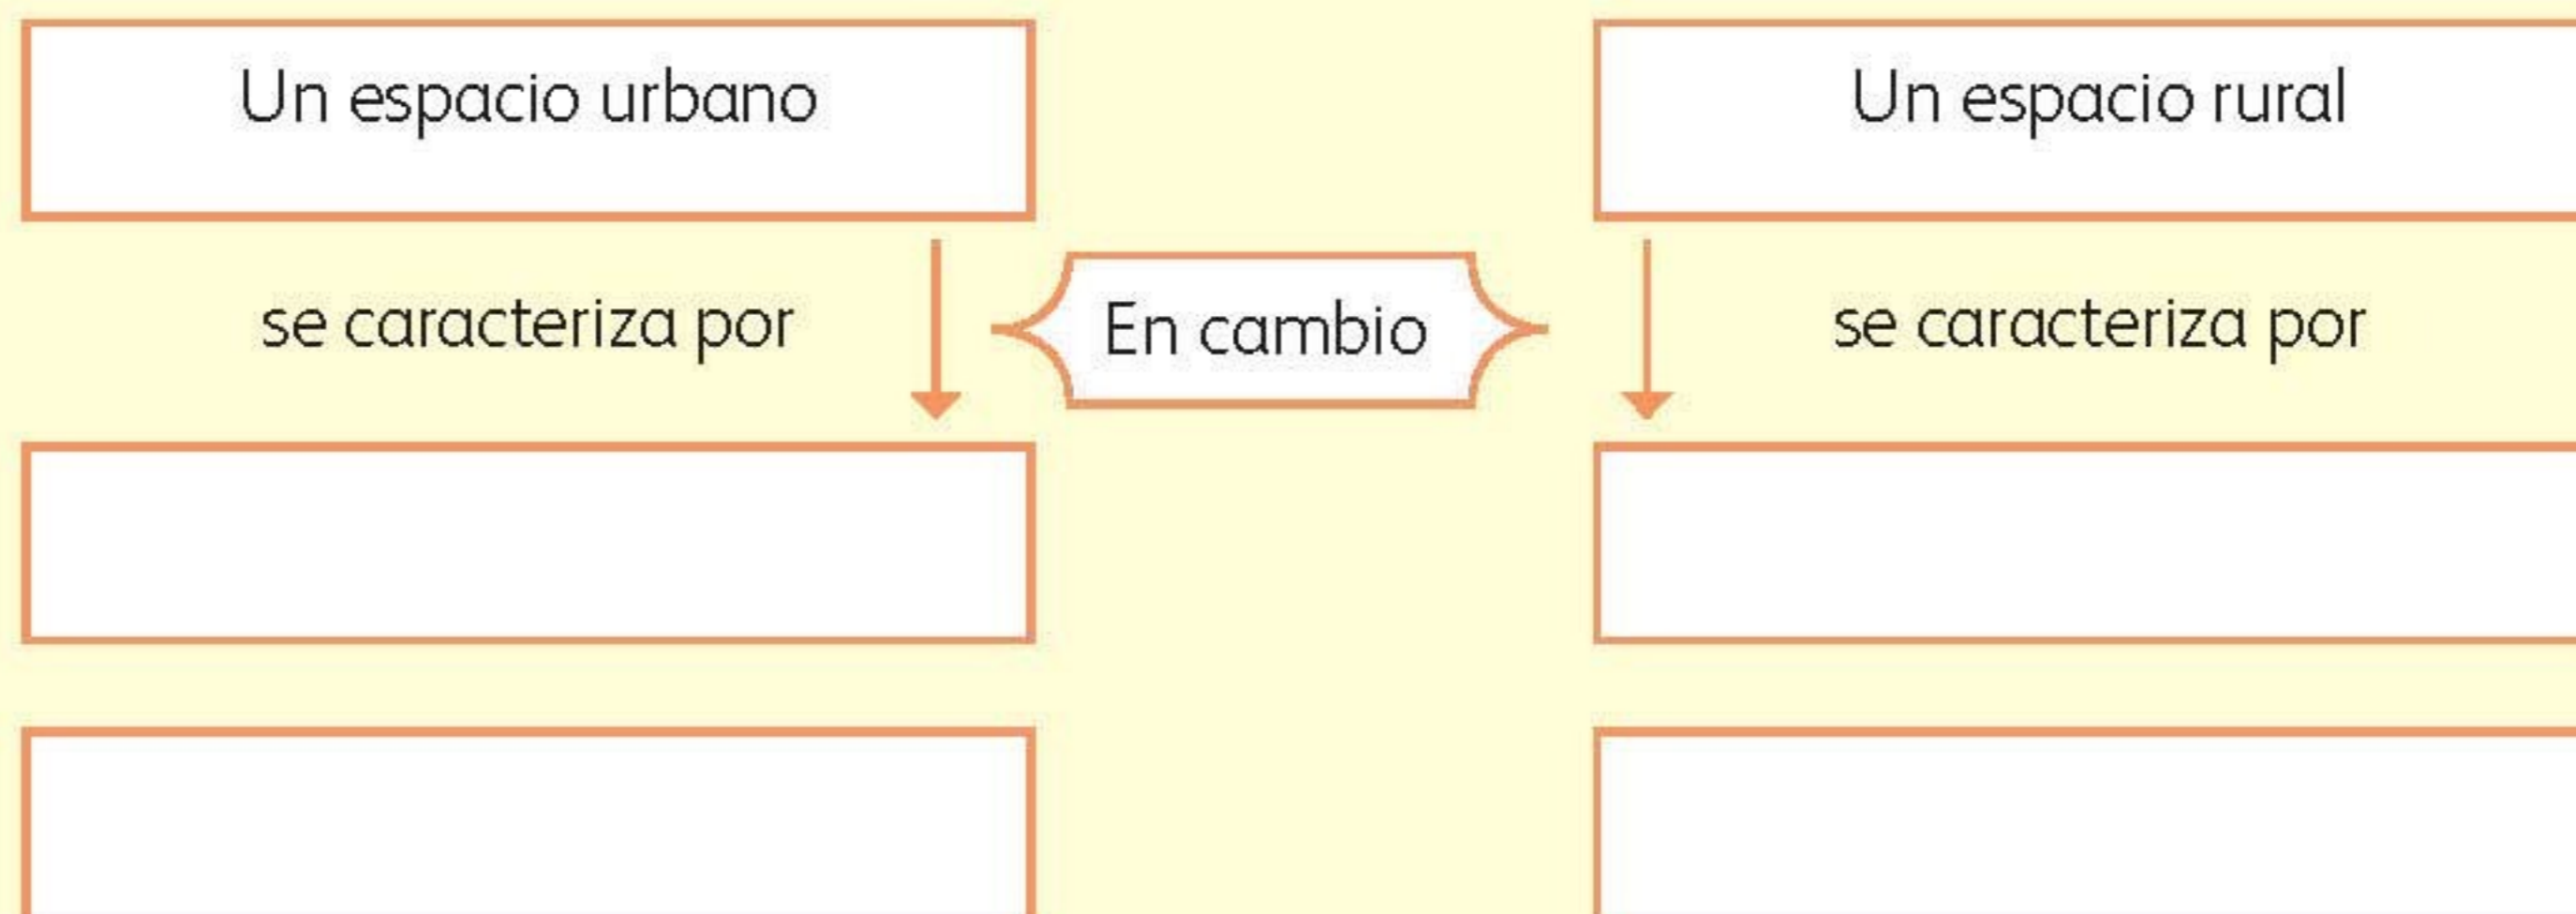 Un espacio urbano
Un espacio rural
se caracteriza por
En cambio
se caracteriza por